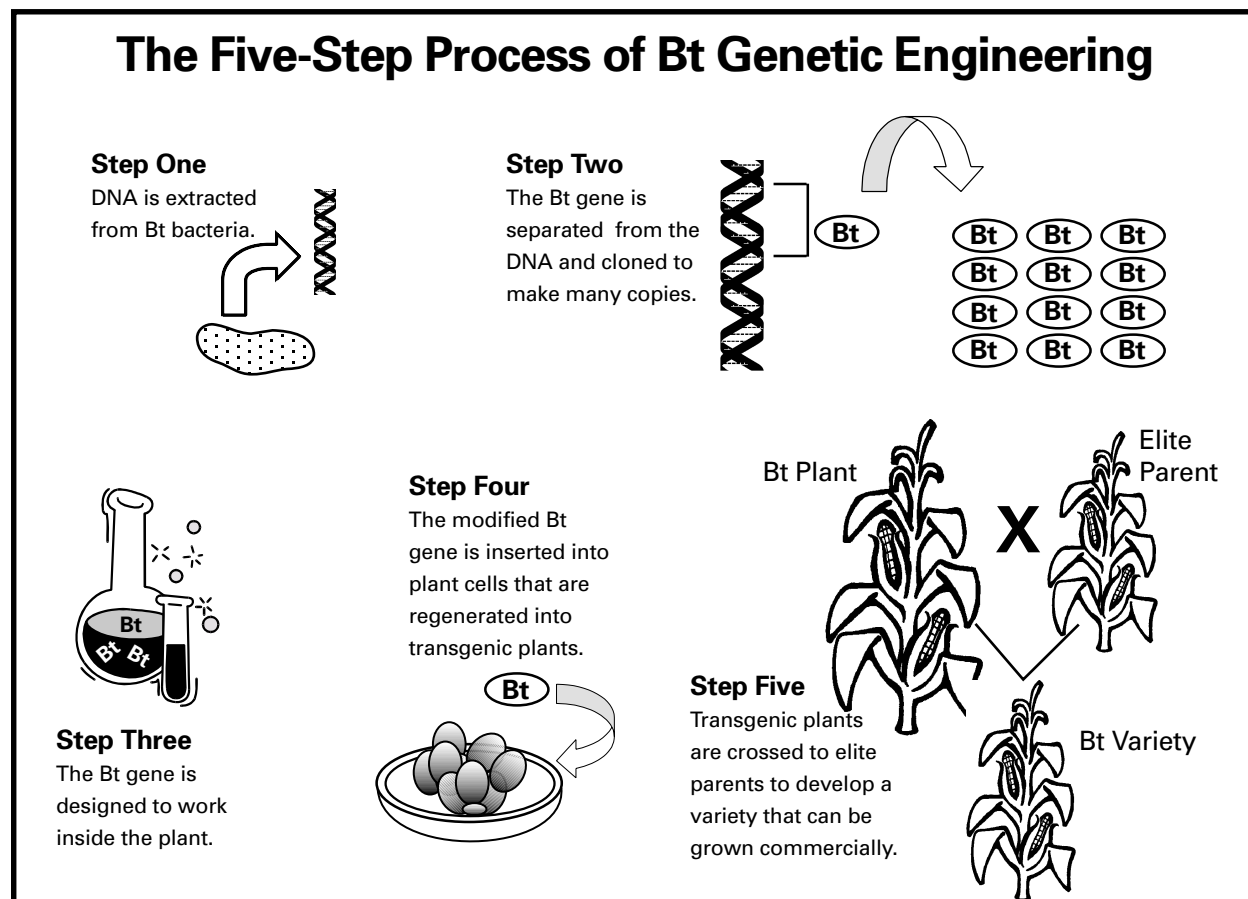 The Five-Step Process of Bt Genetic Engineering
Step One
DNA is extracted
from Bt bacteria.
Step Two
The Bt gene is
separated from the
DNA and cloned to
make many copies.
Bt
Bt Bt Bt
Bt Bt Bt
Bt Bt Bt
Bt Bt Bt
Bt
Bt Bt
Step Three
The Bt gene is
designed to work
inside the plant.
Step Four
The modified Bt
gene is inserted into
plant cells that are
regenerated into
transgenic plants.
Bt
Bt Plant
X
Elite
Parent
Step Five
Transgenic plants
are crossed to elite
parents to develop a
variety that can be
grown commercially.
Bt Variety